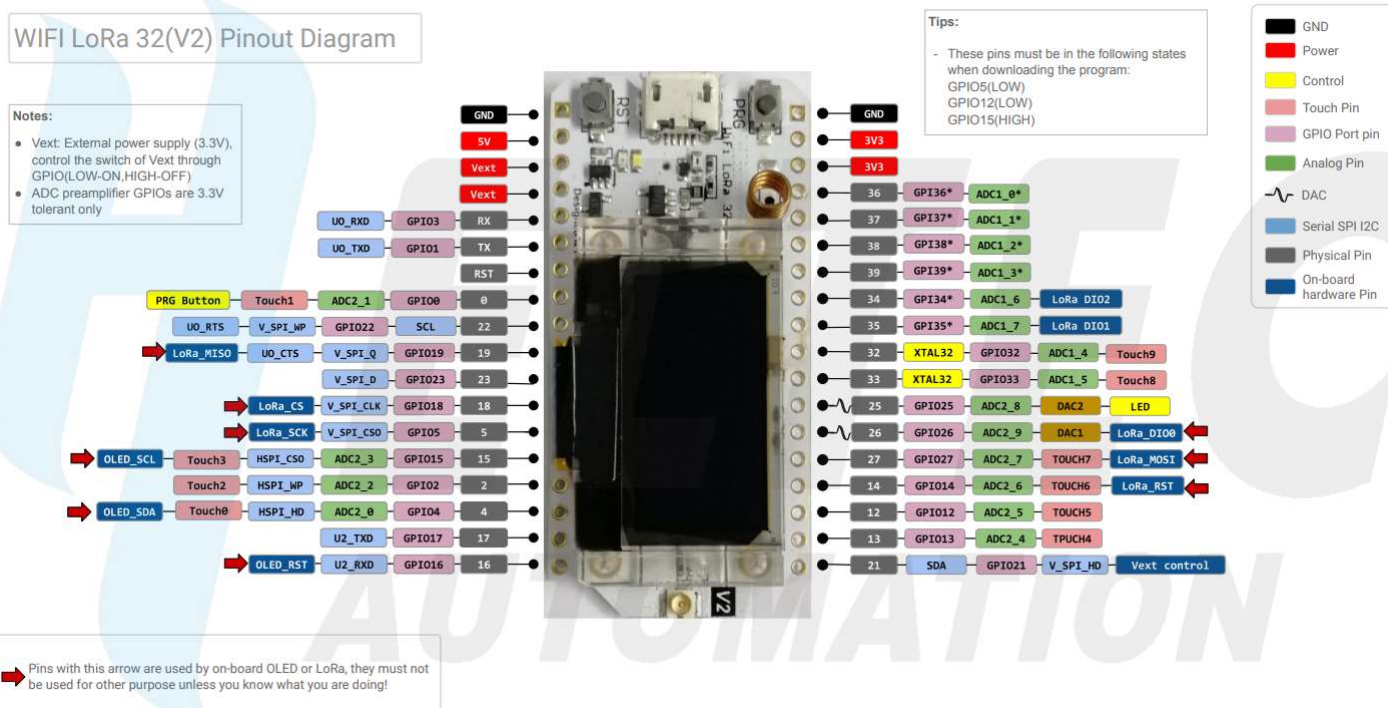 WIFI LoRa 32(V2) Pinout Diagram
Notes:
● Vext: External power supply (3.3V),
control the switch of Vext through
GPIO(LOW-ON,HIGH-OFF)
● ADC preamplifier GPIOs are 3.3V
tolerant only
Tips:
- These pins must be in the following states
when downloading the program:
GPIO5(LOW)
GPIO12(LOW)
GPIO15(HIGH)
GND
Power
Control
Touch Pin
GPIO Port pin
Analog Pin
DAC
Serial SPI I2C
Physical Pin
On-board
hardware Pin
GND
5V
Vext
Vext
UO_RXD GPIO3 RX
UO_TXD GPIO1 TX
RST
PRG Button Touch1 ADC2_1 GPIO0 0
UO_RTS V_SPI_WP GPIO22 SCL 22
LoRa_MISO UO_CTS V_SPI_Q GPIO19 19
V_SPI_D GPIO23 23
LoRa_CS V_SPI_CLK GPIO18 18
LoRa_SCK V_SPI_CSO GPIO5 5
OLED_SCL Touch3 HSPI_CSO ADC2_3 GPIO15 15
Touch2 HSPI_WP ADC2_2 GPIO2 2
OLED_SDA Touch0 HSPI_HD ADC2_0 GPIO4 4
U2_TXD GPIO17 17
OLED_RST U2_RXD GPIO16 16
RST
PRG
WiFi LoRa 32
V2
GND
3V3
3V3
36 GPI36* ADC1_0*
37 GPI37* ADC1_1*
38 GPI38* ADC1_2*
39 GPI39* ADC1_3*
34 GPI34* ADC1_6 LoRa DIO2
35 GPI35* ADC1_7 LoRa DIO1
32 XTAL32 GPIO32 ADC1_4 Touch9
33 XTAL32 GPIO33 ADC1_5 Touch8
25 GPIO25 ADC2_8 DAC2 LED
26 GPIO26 ADC2_9 DAC1 LoRa_DIO0
27 GPIO27 ADC2_7 TOUCH7 LoRa_MOSI
14 GPIO14 ADC2_6 TOUCH6 LoRa_RST
12 GPIO12 ADC2_5 TOUCH5
13 GPIO13 ADC2_4 TPUCH4
21 SDA GPIO21 V_SPI_HD Vext control
AUTOMATION
Pins with this arrow are used by on-board OLED or LoRa, they must not
be used for other purpose unless you know what you are doing!